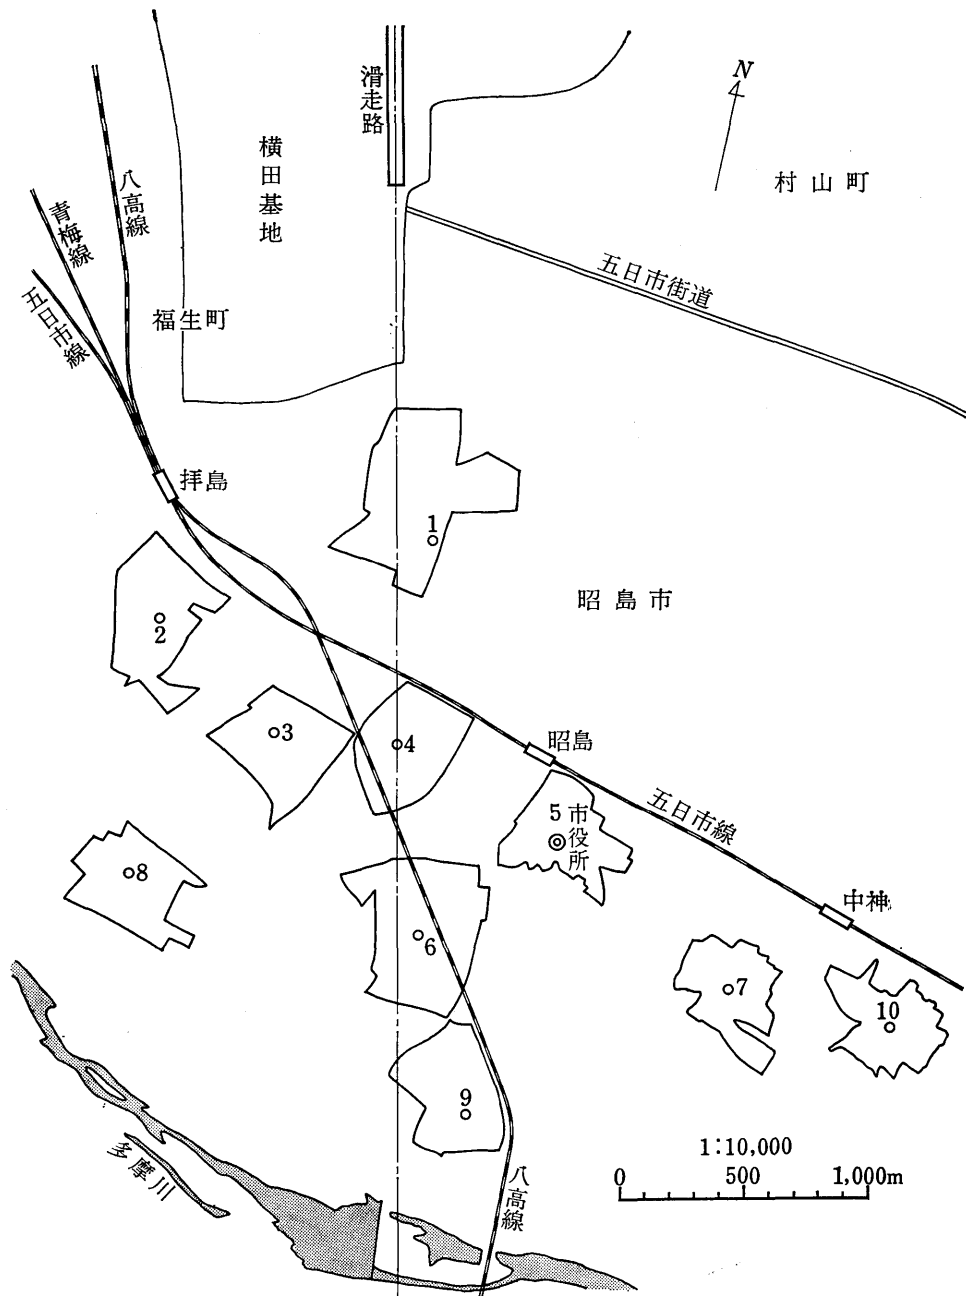 滑走路
N
横田基地
村山町
八高線
青梅線
五日市線
五日市街道
福生町
拝島
1
昭島市
2
3
4
昭島
五日市線
5
市役所
8
中神
6
7
10
9
1:10,000
0 500 1,000m
多摩川
八高線